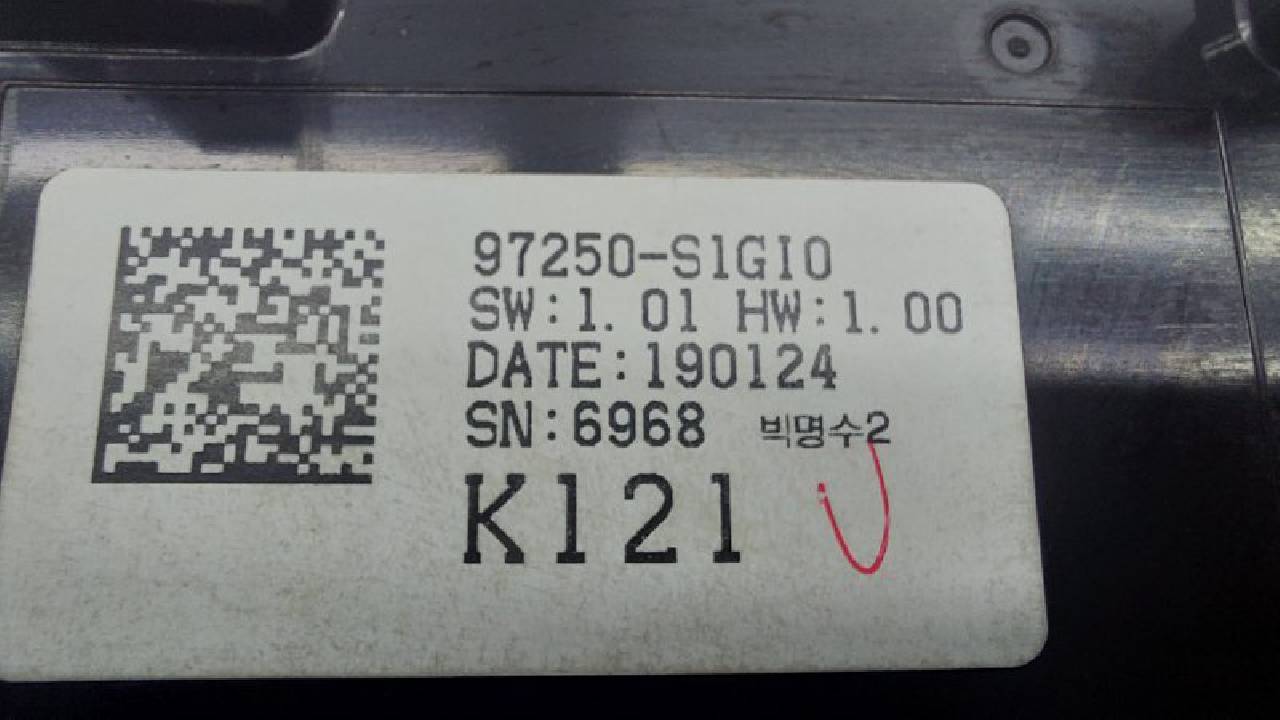 97250-S1GI0
SW:1.01 HW:1.00
DATE:190124
SN:6968 빅명수2
K121